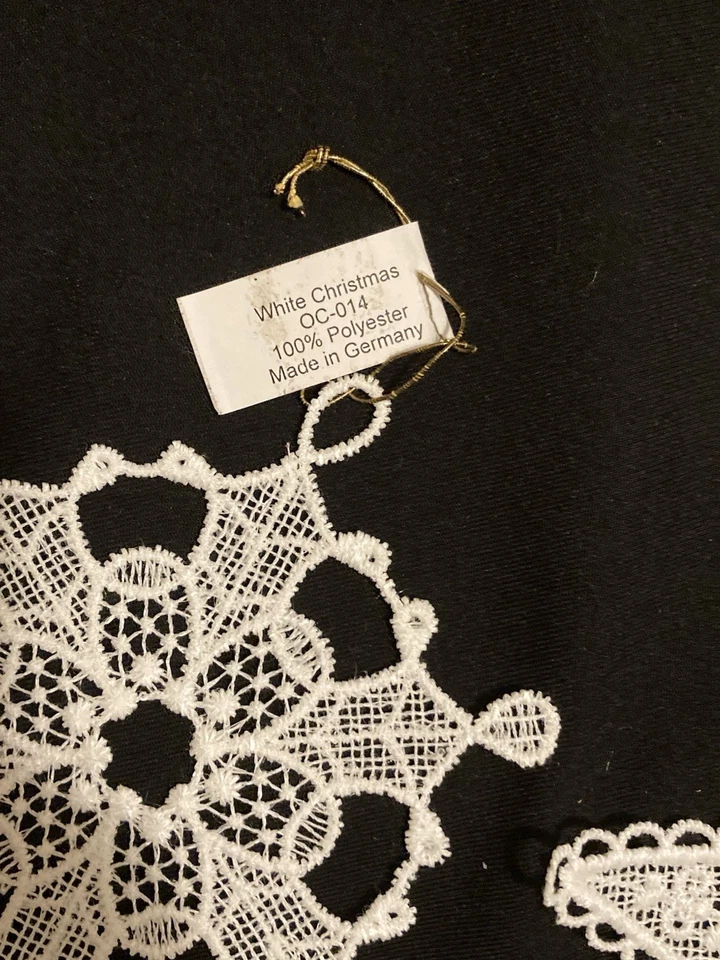 White Christmas
OC-014
100% Polyester
Made in Germany